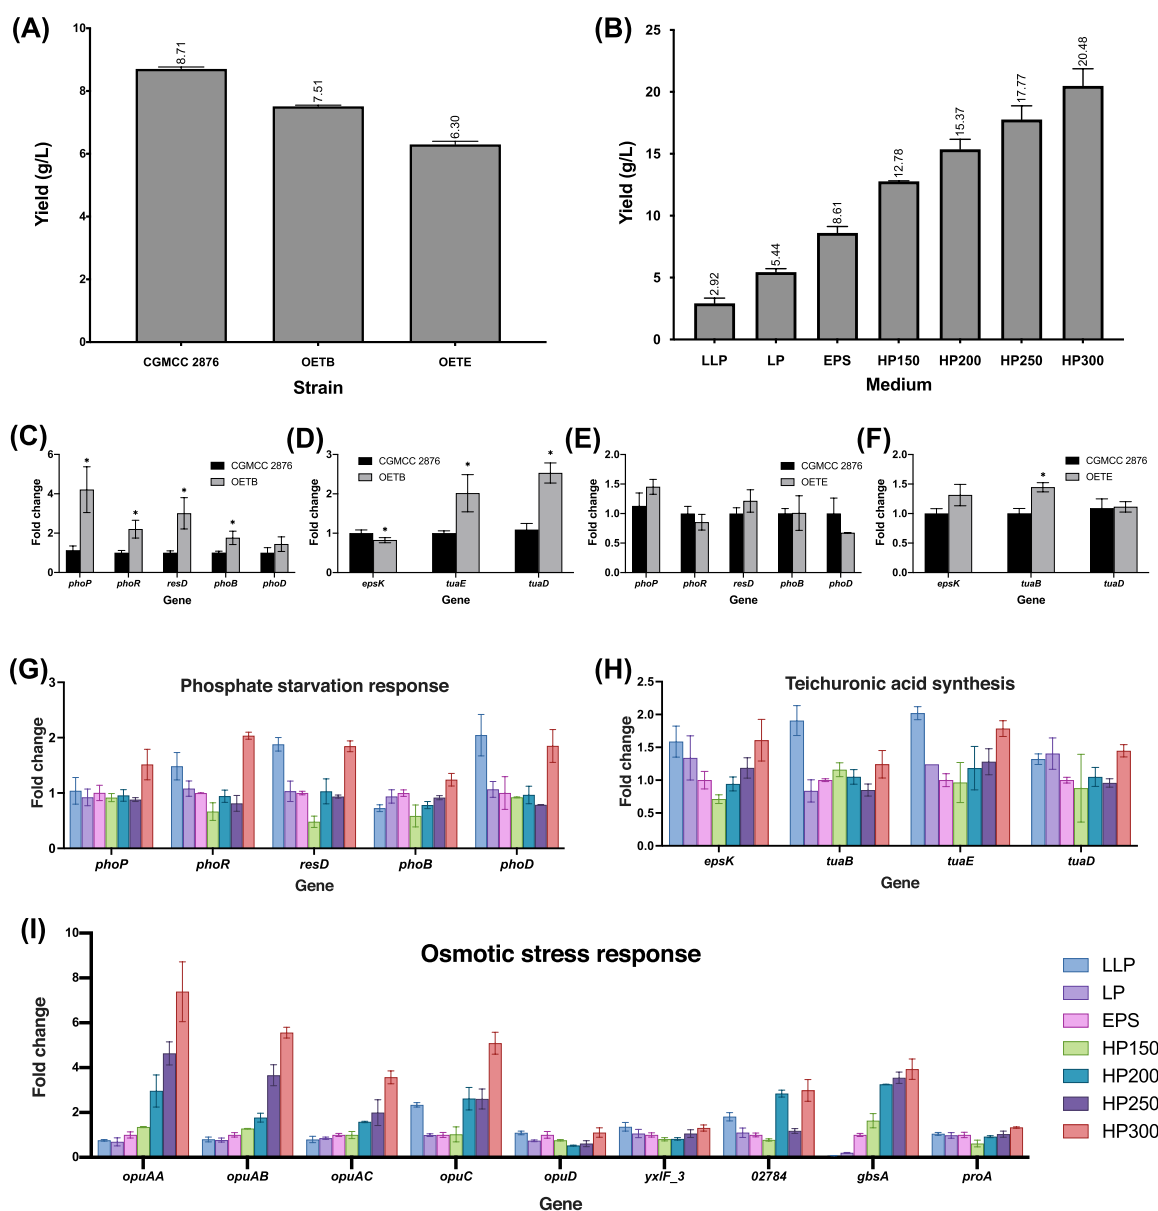 (A)
10
8
6
4
2
0
Yield (g/L)
8.71
7.51
6.30
CGMCC 2876
OETB
OETE
Strain
(B)
25
20
15
10
5
0
Yield (g/L)
2.92
5.44
8.61
12.78
15.37
17.77
20.48
LLP
LP
EPS
HP150
HP200
HP250
HP300
Medium
(C)
6
4
2
0
Fold change
CGMCC 2876
OETB
*
*
*
*
phoP
phoR
resD
phoB
phoD
Gene
(D)
3
2
1
0
Fold change
CGMCC 2876
OETB
*
*
*
epsK
tuaE
tuaD
Gene
(E)
2.0
1.5
1.0
0.5
0.0
Fold change
CGMCC 2876
OETE
phoP
phoR
resD
phoB
phoD
Gene
(F)
2.0
1.5
1.0
0.5
0.0
Fold change
CGMCC 2876
OETE
*
epsK
tuaB
tuaD
Gene
(G)
Phosphate starvation response
3
2
1
0
Fold change
phoP
phoR
resD
phoB
phoD
Gene
(H)
Teichuronic acid synthesis
2.5
2.0
1.5
1.0
0.5
0.0
Fold change
epsK
tuaB
tuaE
tuaD
Gene
(I)
Osmotic stress response
10
8
6
4
2
0
Fold change
opuAA
opuAB
opuAC
opuC
opuD
yxlF_3
02784
gbsA
proA
Gene
LLP
LP
EPS
HP150
HP200
HP250
HP300